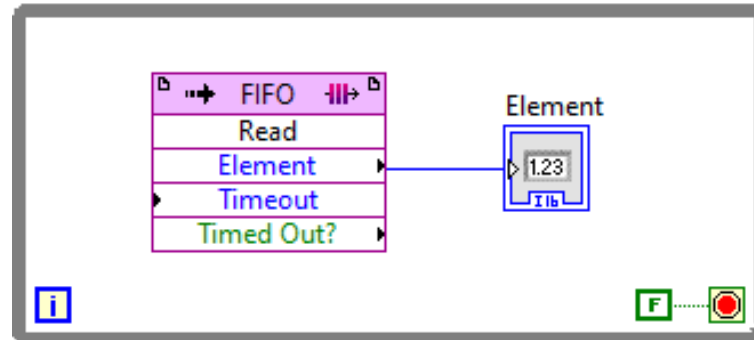 FIFO
Read
Element
Timeout
Timed Out?
Element
1.23
I16
i
F